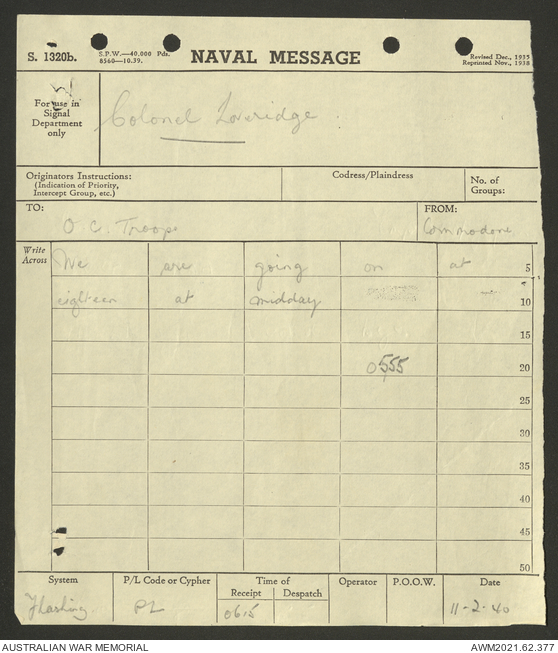 S. 1320b.
S.P.W.—40.000 Pds.
8560—10.39.
NAVAL MESSAGE
Revised Dec., 1935
Reprinted Nov., 1938
For use in
Signal
Department
only
Colonel Loveridge.
Originators Instructions:
(Indication of Priority,
Intercept Group, etc.)
Codress/Plaindress
No. of
Groups:
TO:
O. C. Troops
FROM:
Commodore
Write
Across
We are going on at 5
eighteen at midday 10
15
0555 20
25
30
35
40
45
50
System
P/L Code or Cypher
Time of
Receipt Despatch
Operator
P.O.O.W.
Date
Flashing. PL 0615 11-2-40
AUSTRALIAN WAR MEMORIAL
AWM2021.62.377